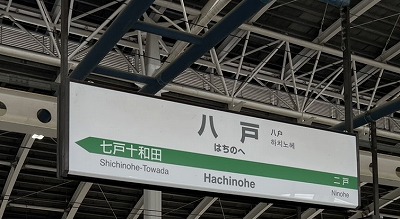 八戸
はちのへ
八户
하치노헤
七戸十和田
Shichinohe-Towada
Hachinohe
二戸
Ninohe